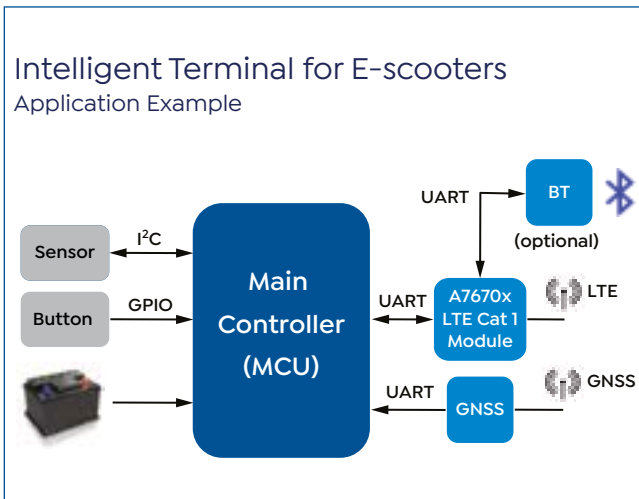 Intelligent Terminal for E-scooters
Application Example
UART
BT
(optional)
Sensor
I²C
Button
GPIO
Main
Controller
(MCU)
UART
A7670x
LTE Cat 1
Module
LTE
UART
GNSS
GNSS